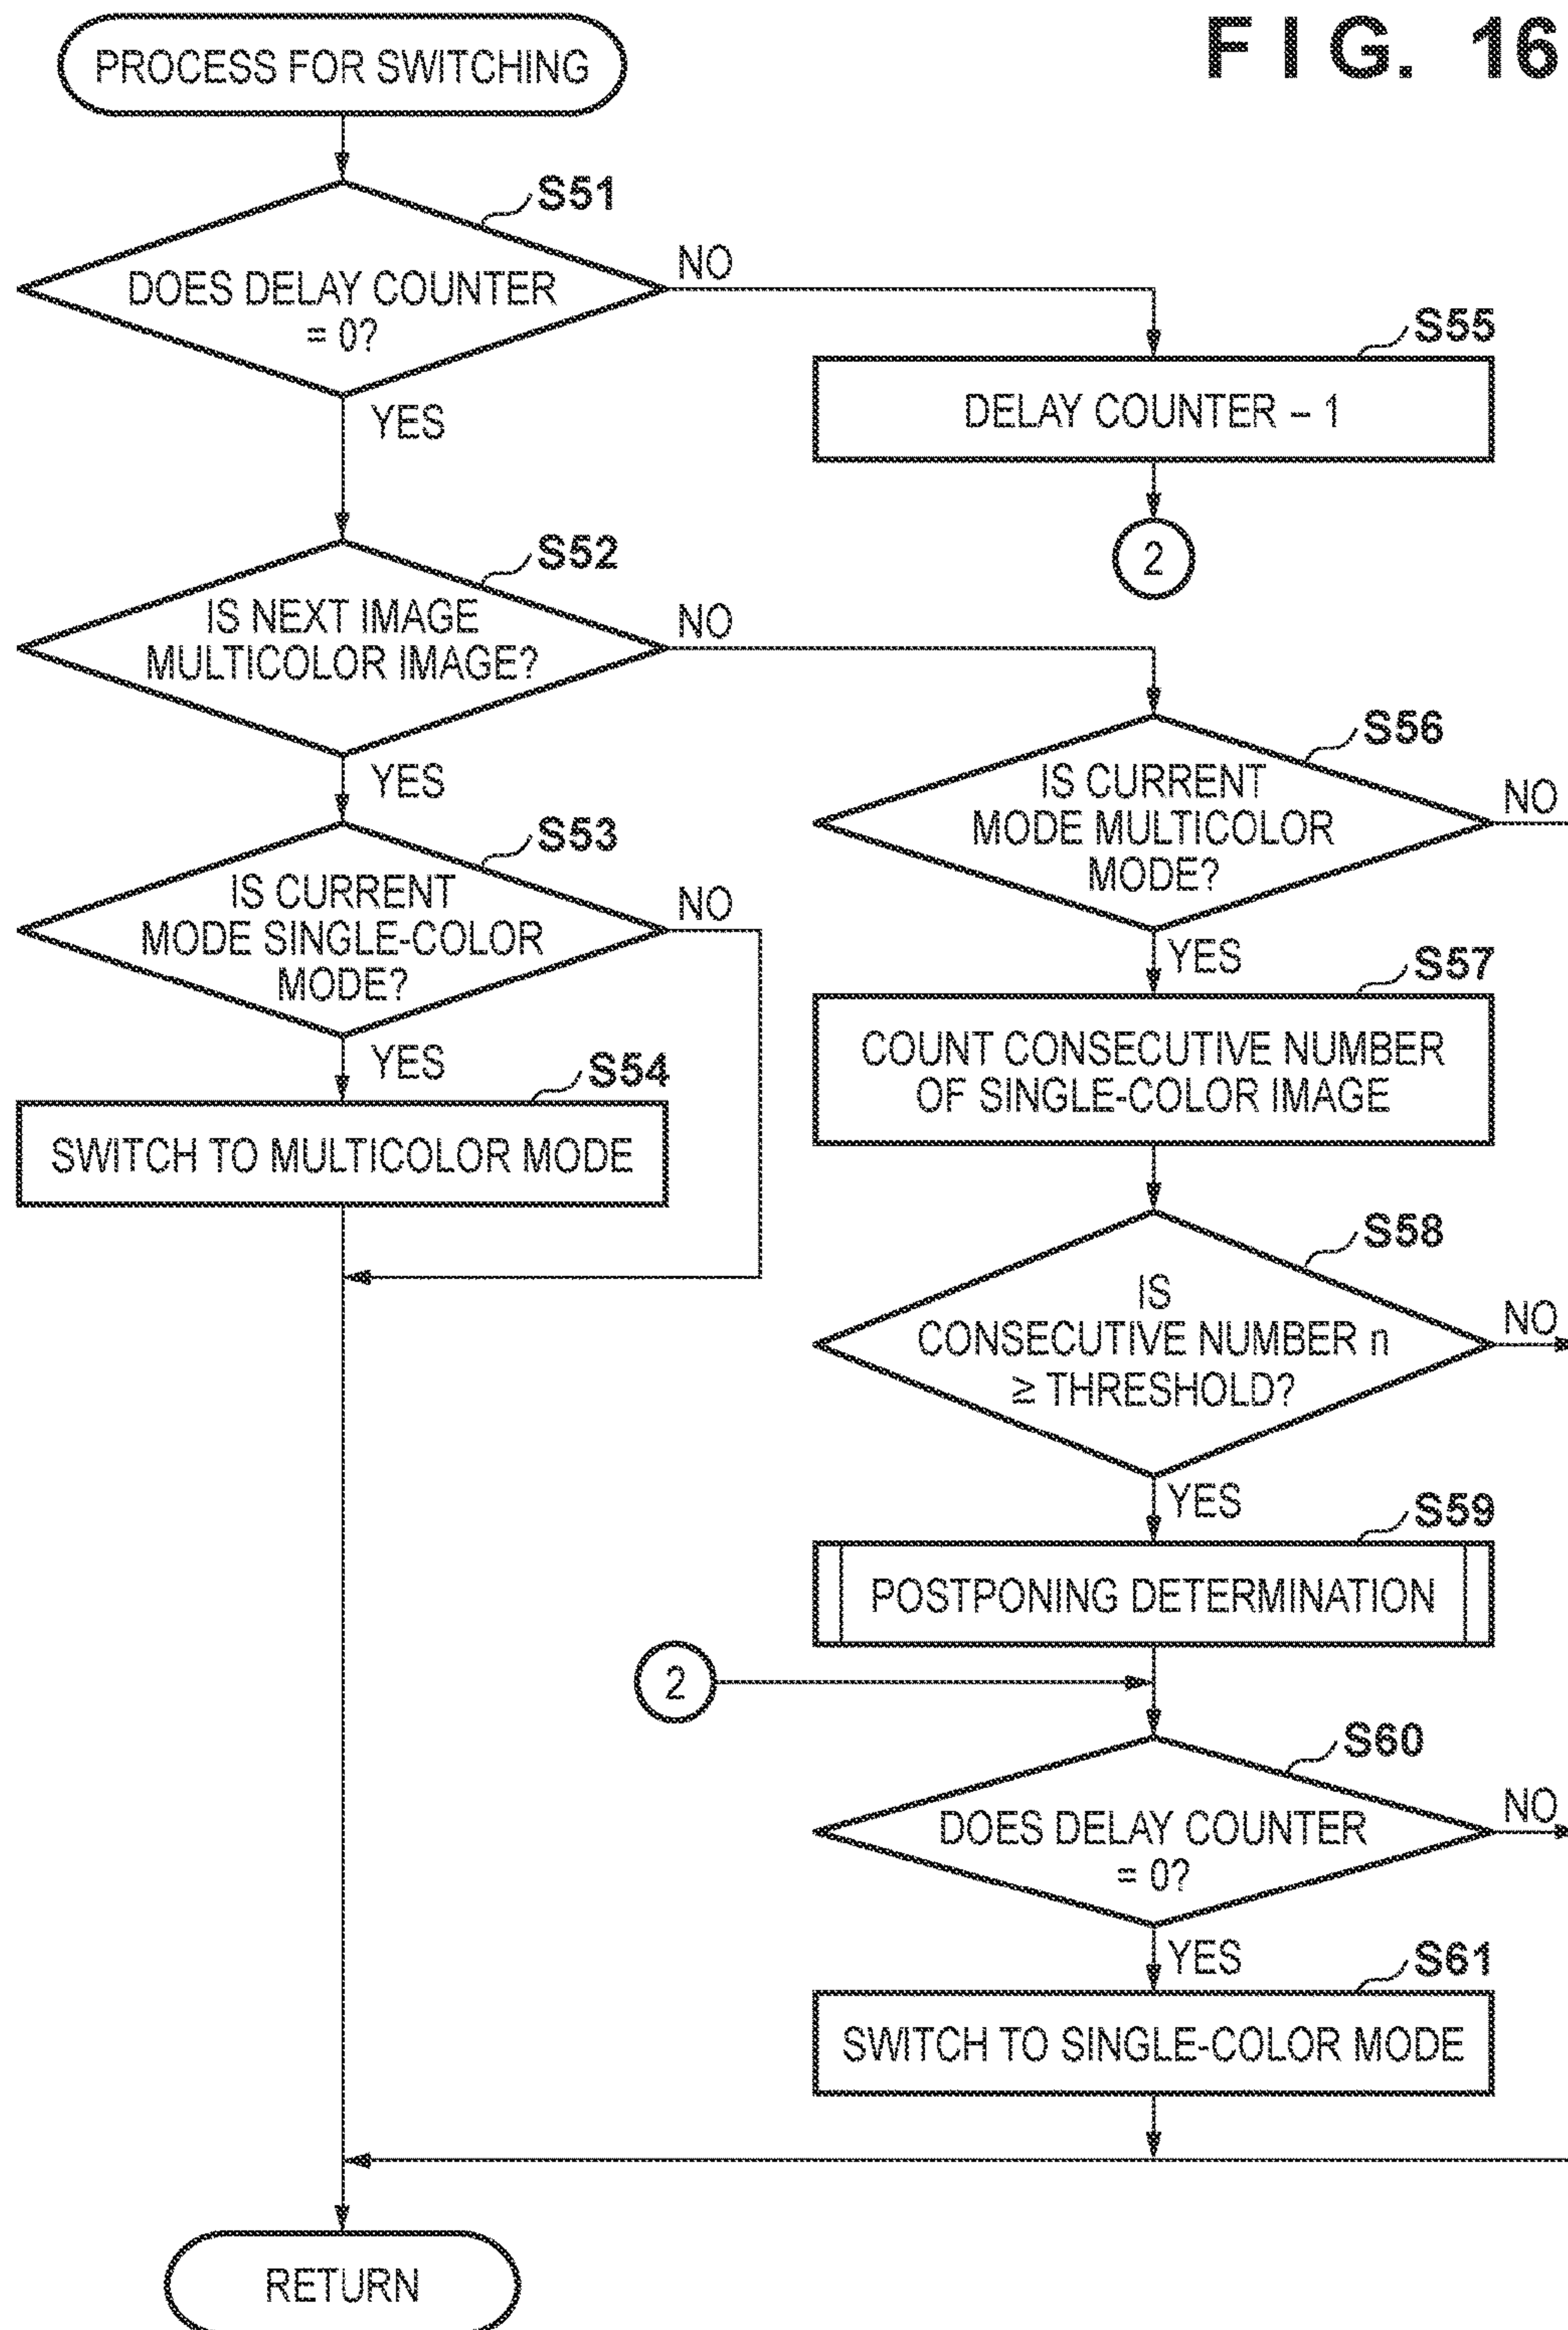 FIG. 16
PROCESS FOR SWITCHING
S51
DOES DELAY COUNTER
= 0?
NO
YES
S55
DELAY COUNTER – 1
2
S52
IS NEXT IMAGE
MULTICOLOR IMAGE?
NO
YES
S53
IS CURRENT
MODE SINGLE-COLOR
MODE?
NO
YES
S54
SWITCH TO MULTICOLOR MODE
S56
IS CURRENT
MODE MULTICOLOR
MODE?
NO
YES
S57
COUNT CONSECUTIVE NUMBER
OF SINGLE-COLOR IMAGE
S58
IS
CONSECUTIVE NUMBER n
≥ THRESHOLD?
NO
YES
S59
POSTPONING DETERMINATION
2
S60
DOES DELAY COUNTER
= 0?
NO
YES
S61
SWITCH TO SINGLE-COLOR MODE
RETURN